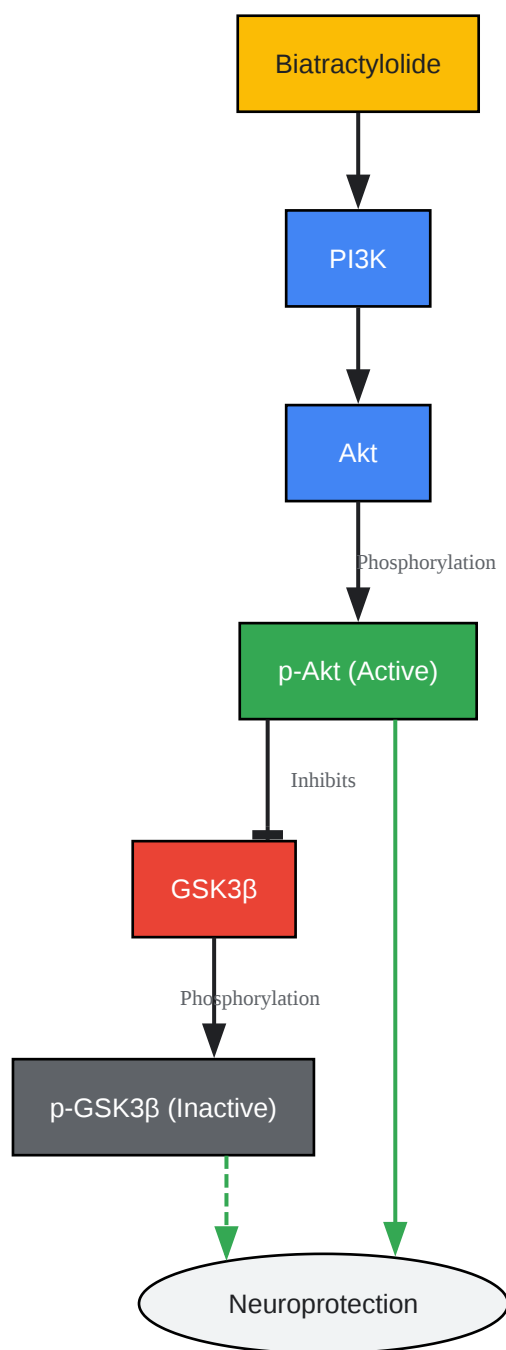 Biatractylolide
PI3K
Akt
Phosphorylation
p-Akt (Active)
Inhibits
GSK3β
Phosphorylation
p-GSK3β (Inactive)
Neuroprotection